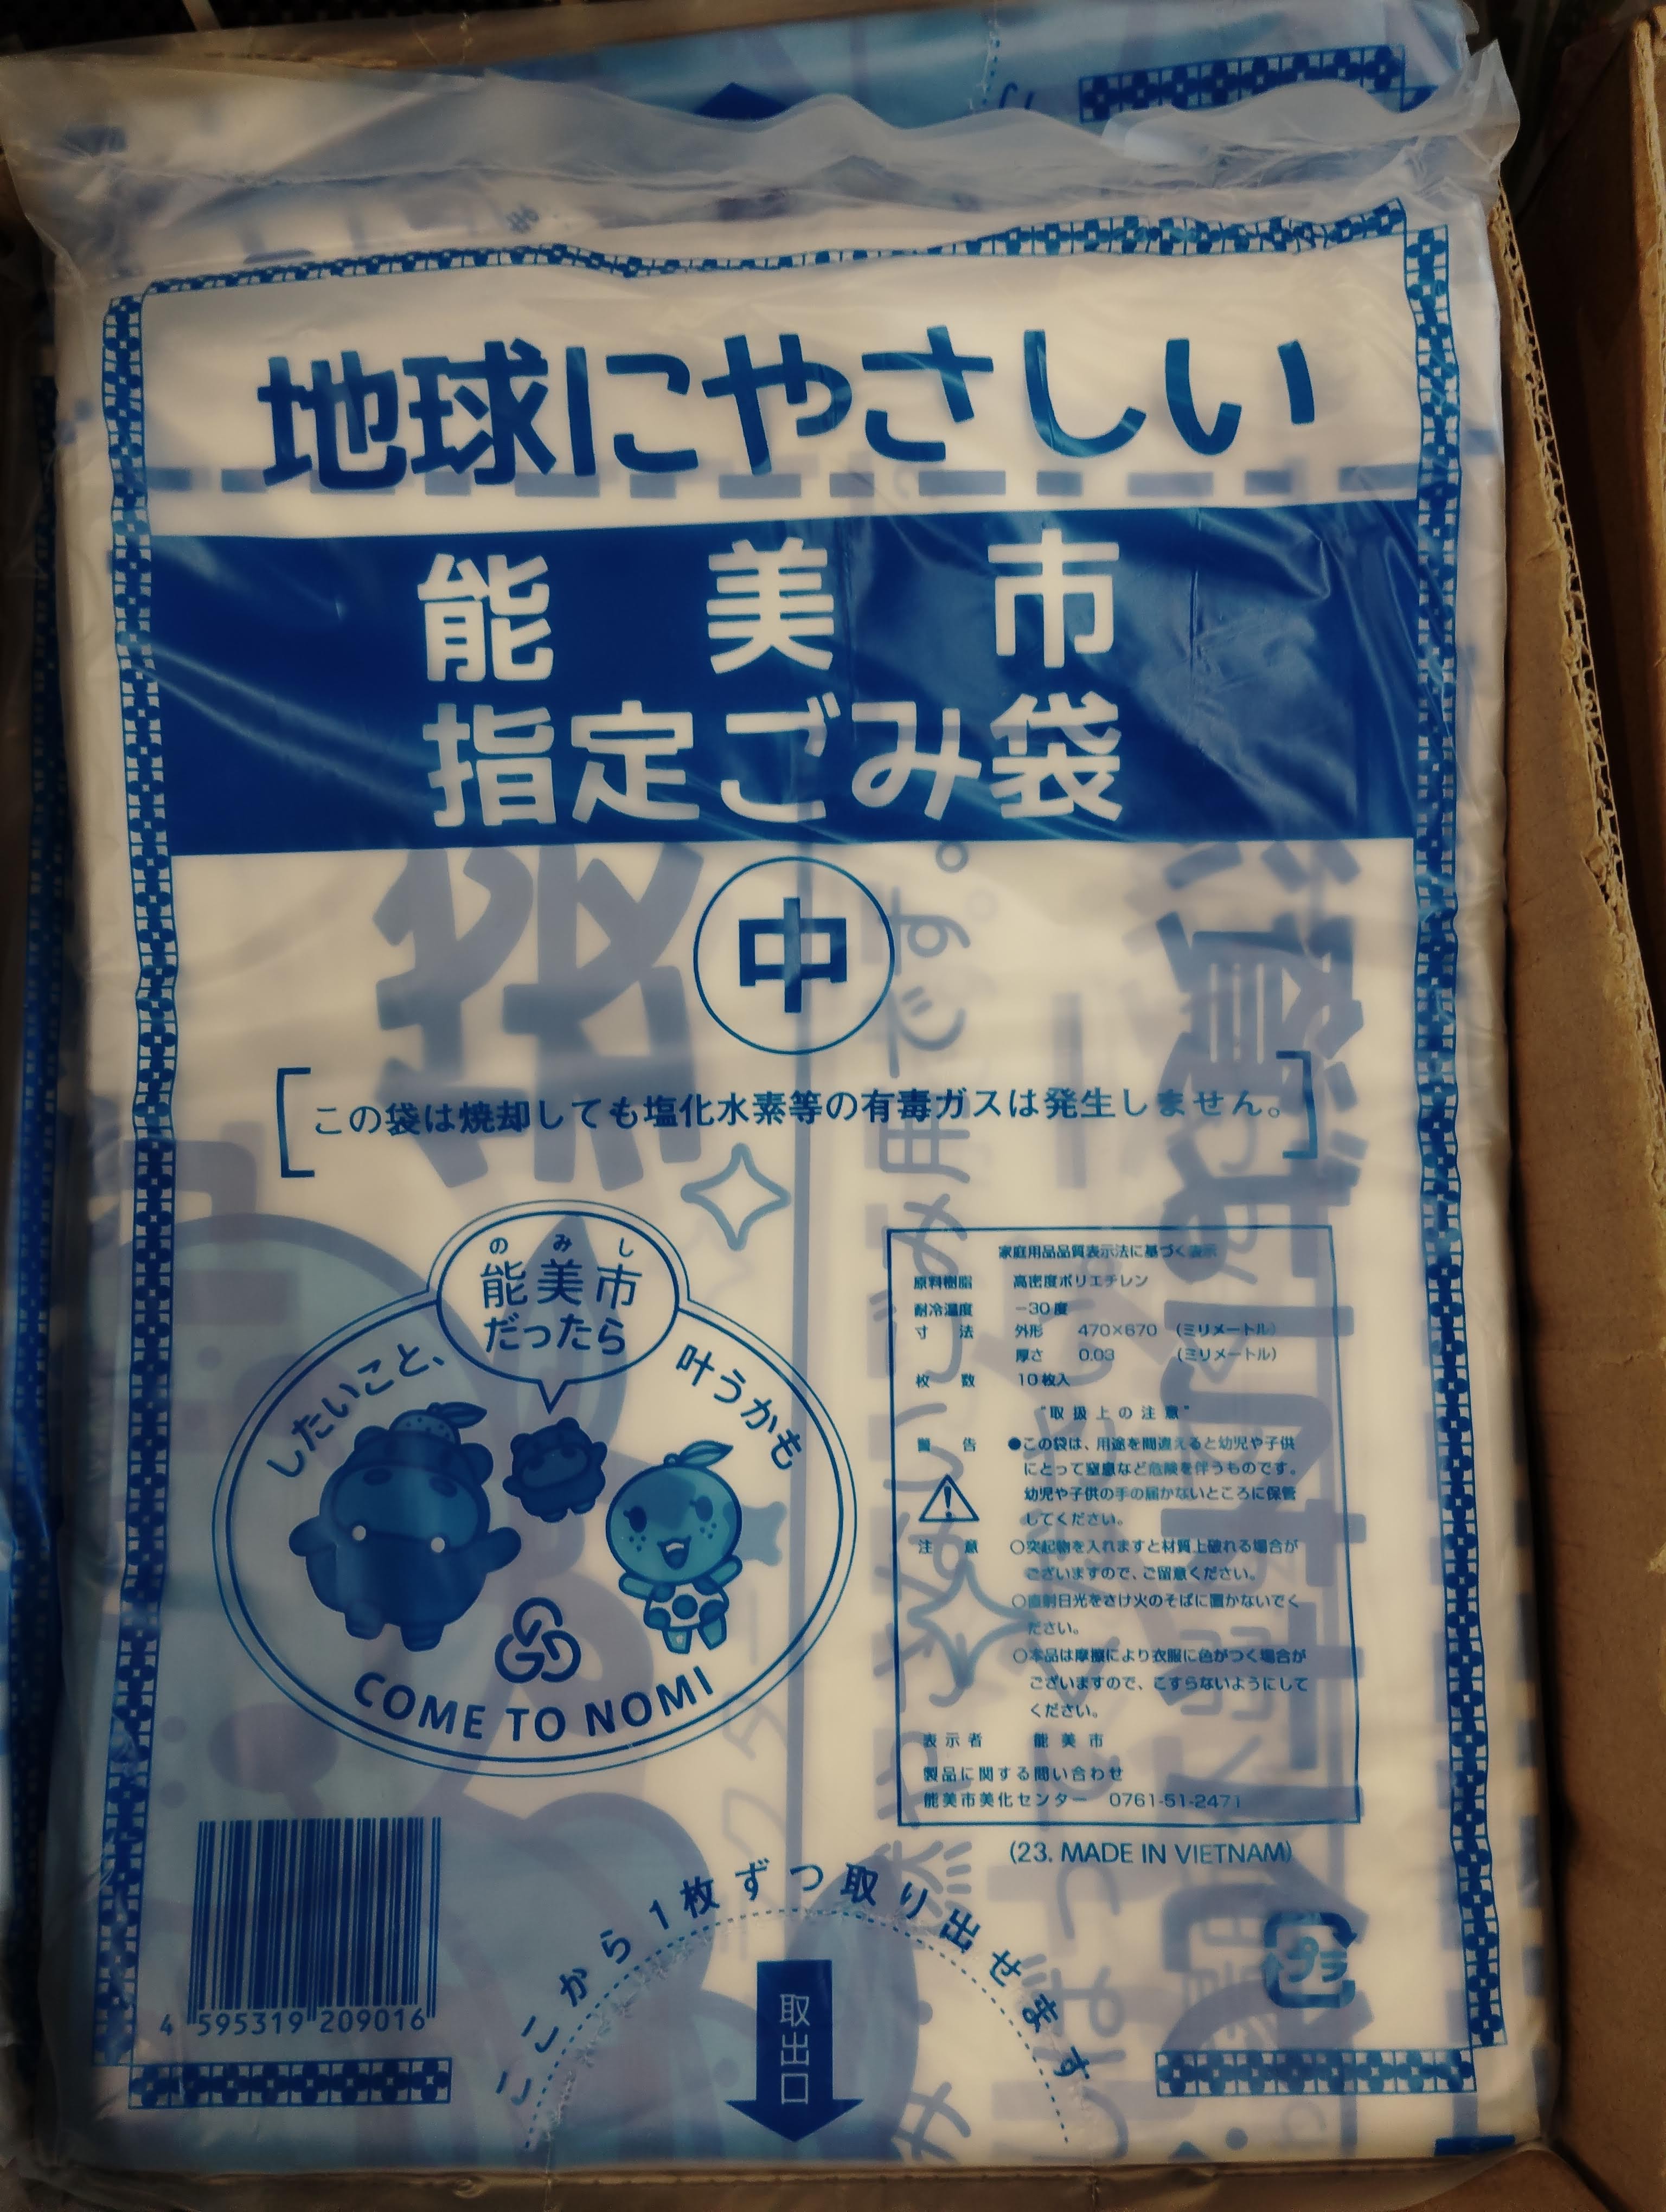 地球にやさしい
能美市
指定ごみ袋
中
この袋は焼却しても塩化水素等の有毒ガスは発生しません。
のみし
能美市
だったら
したいこと、
叶うかも
COME TO NOMI
家庭用品品質表示法に基づく表示
原料樹脂 高密度ポリエチレン
耐冷温度 −30度
寸法 外形 470×670 (ミリメートル)
厚さ 0.03 (ミリメートル)
枚数 10枚入
"取扱上の注意"
警告 ●この袋は、用途を間違えると幼児や子供
にとって窒息など危険を伴うものです。
幼児や子供の手の届かないところに保管
してください。
注意 ○突起物を入れますと材質上破れる場合が
ございますので、ご留意ください。
○直射日光をさけ火のそばに置かないでく
ださい。
○本品は摩擦により衣服に色がつく場合が
ございますので、こすらないようにして
ください。
表示者 能美市
製品に関する問い合わせ
能美市美化センター 0761-51-2471
(23. MADE IN VIETNAM)
4 595319 209016
ここから1枚ずつ取り出せます
取出口
プラ